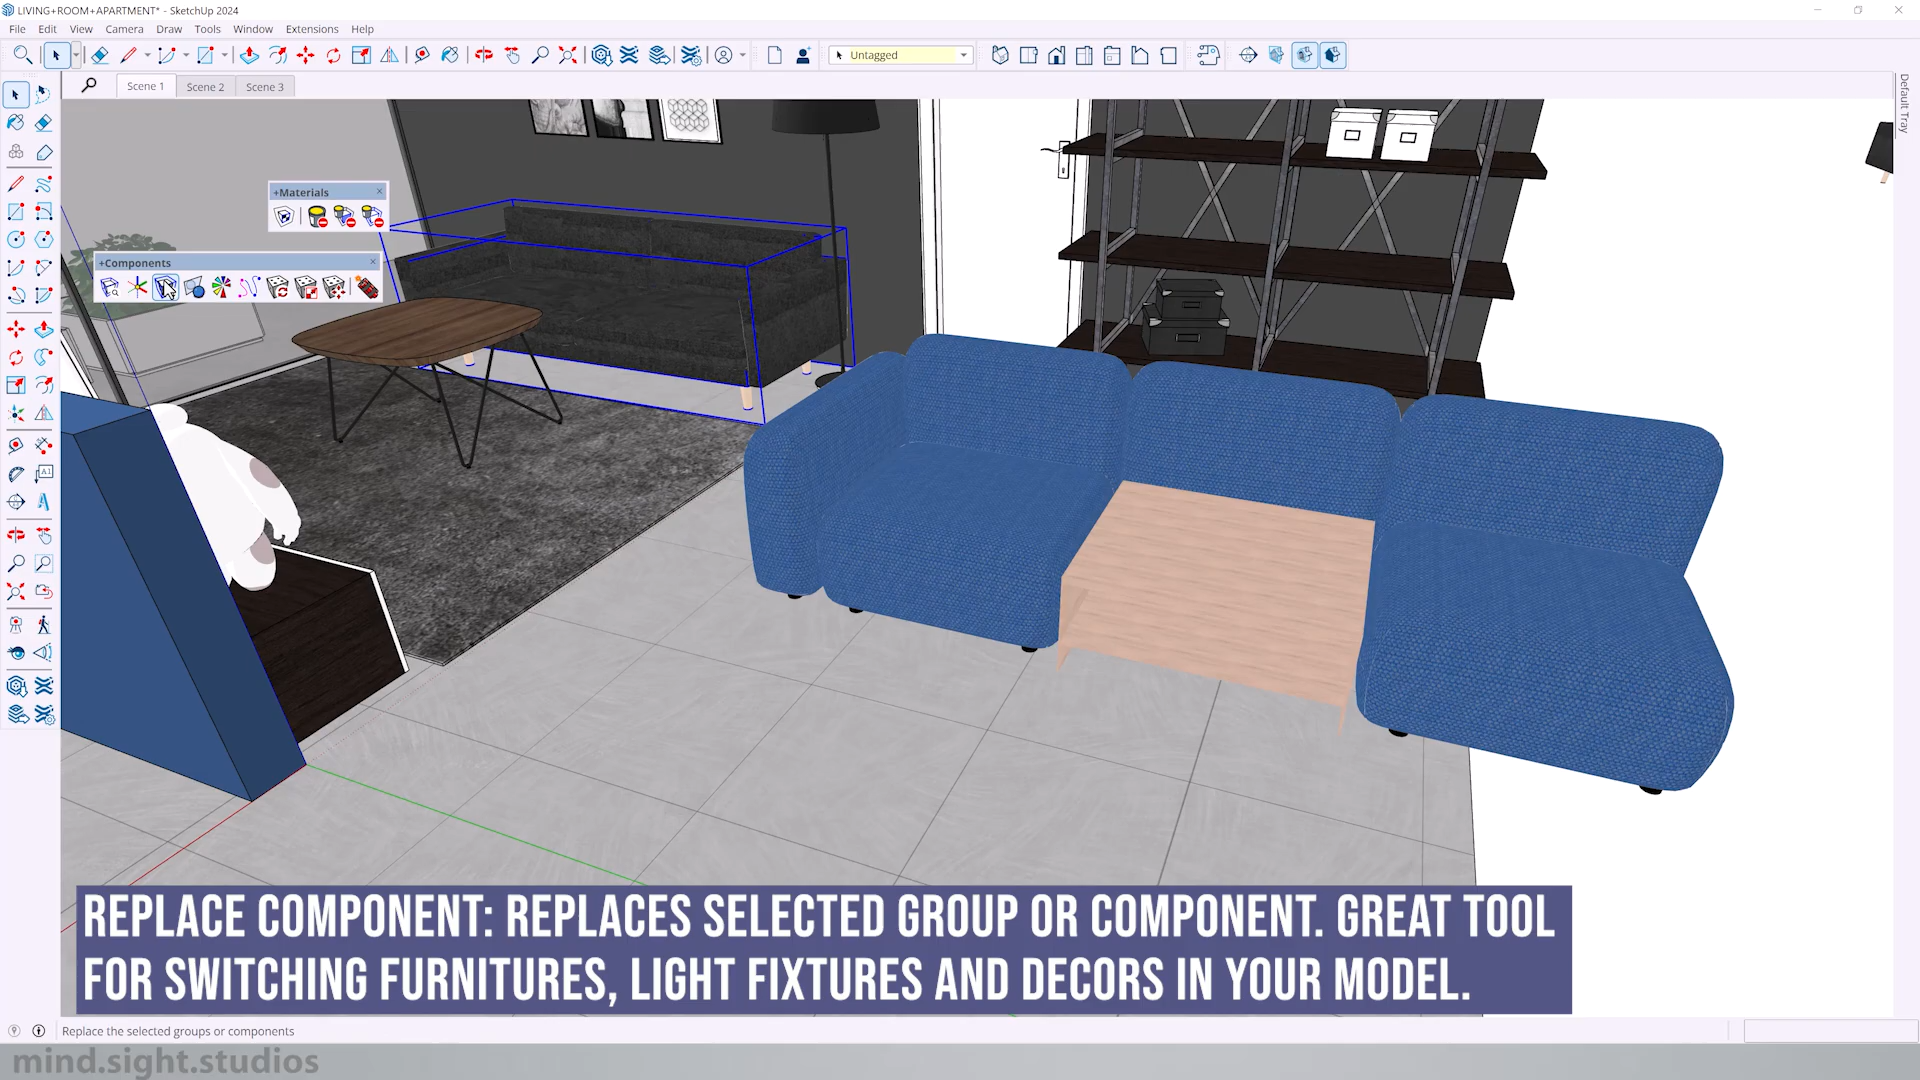 LIVING+ROOM+APARTMENT* - SketchUp 2024
File Edit View Camera Draw Tools Window Extensions Help
Untagged
Scene 1 Scene 2 Scene 3
Default Tray
+Materials
+Components
A1
REPLACE COMPONENT: REPLACES SELECTED GROUP OR COMPONENT. GREAT TOOL
FOR SWITCHING FURNITURES, LIGHT FIXTURES AND DECORS IN YOUR MODEL.
Replace the selected groups or components
mind.sight.studios